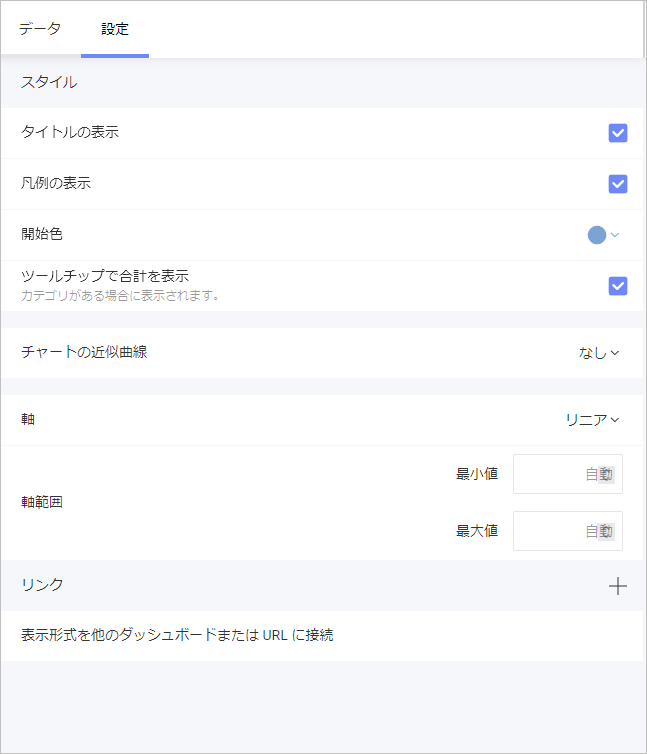 データ 設定
スタイル
タイトルの表示
凡例の表示
開始色
ツールチップで合計を表示
カテゴリがある場合に表示されます。
チャートの近似曲線 なし
軸 リニア
最小値 自動
軸範囲
最大値 自動
リンク
表示形式を他のダッシュボードまたは URL に接続